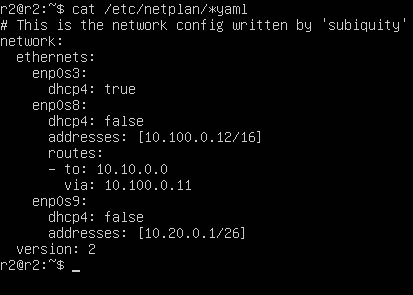 r2@r2:~$ cat /etc/netplan/*yaml
# This is the network config written by 'subiquity'
network:
  ethernets:
    enp0s3:
      dhcp4: true
    enp0s8:
      dhcp4: false
      addresses: [10.100.0.12/16]
      routes:
      - to: 10.10.0.0
        via: 10.100.0.11
    enp0s9:
      dhcp4: false
      addresses: [10.20.0.1/26]
  version: 2
r2@r2:~$ _